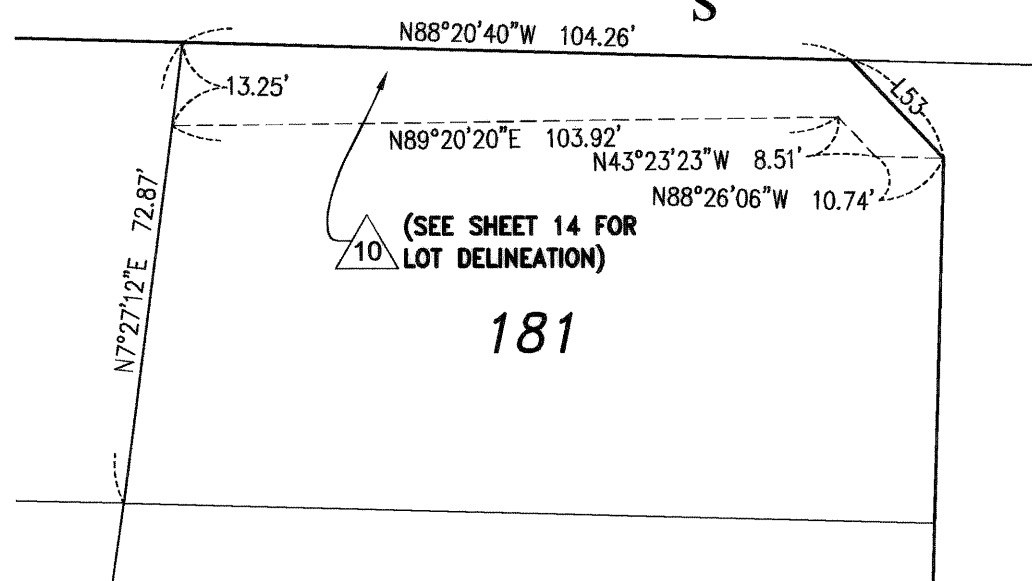 S
N88°20'40"W 104.26'
13.25'
L53
N89°20'20"E 103.92'
N43°23'23"W 8.51'
N88°26'06"W 10.74'
N7°27'12"E 72.87'
10
(SEE SHEET 14 FOR
LOT DELINEATION)
181